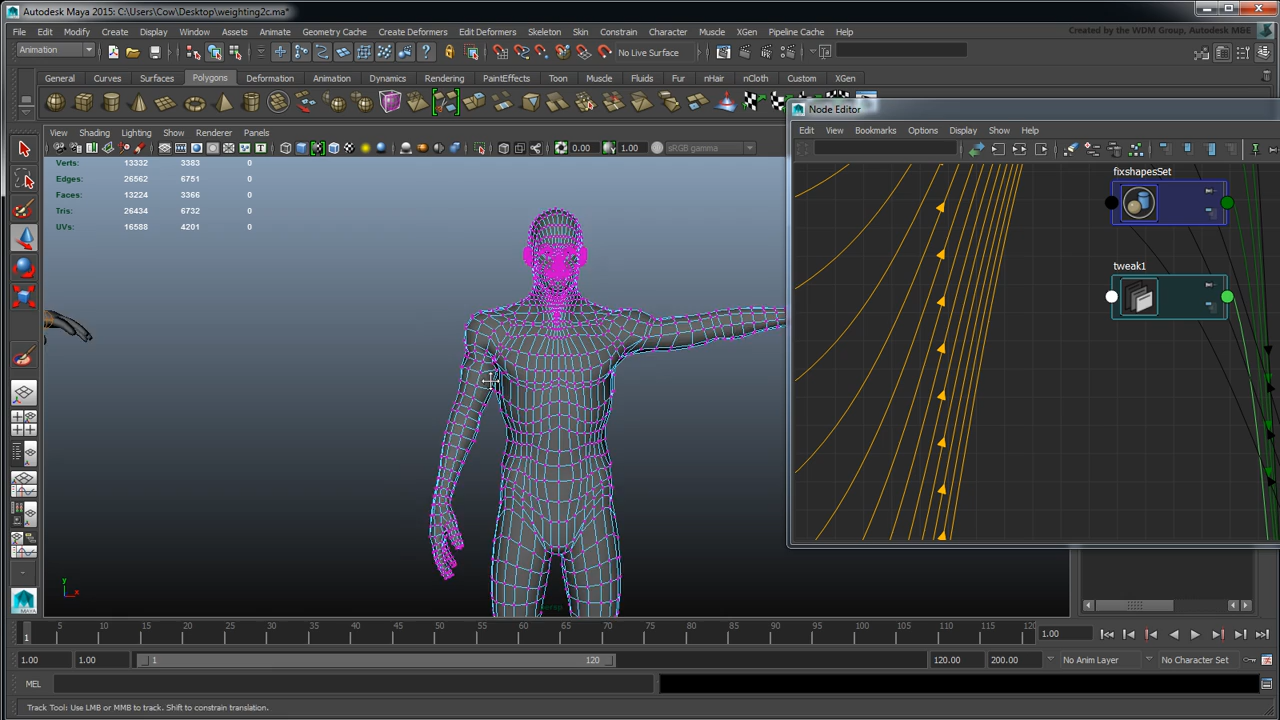 Autodesk Maya 2015: C:\Users\Cow\Desktop\weighting2c.ma*
File Edit Modify Create Display Window Assets Animate Geometry Cache Create Deformers Edit Deformers Skeleton Skin Constrain Character Muscle XGen Pipeline Cache Help
Created by the WDM Group, Autodesk M&E
Animation
No Live Surface
General Curves Surfaces Polygons Deformation Animation Dynamics Rendering PaintEffects Toon Muscle Fluids Fur nHair nCloth Custom XGen
Node Editor
View Shading Lighting Show Renderer Panels
Edit View Bookmarks Options Display Show Help
0.00 1.00 sRGB gamma
Verts: 13332 3383 0
Edges: 26562 6751 0
Faces: 13224 3366 0
Tris: 26434 6732 0
UVs: 16588 4201 0
fixshapesSet
tweak1
y
x
persp
MAYA
5 10 15 20 25 30 35 40 45 50 55 60 65 70 75 80 85 90 95 100 105 110 115 120
1
1.00
1.00 1.00 1 120 120.00 200.00 No Anim Layer No Character Set
MEL
Track Tool: Use LMB or MMB to track. Shift to constrain translation.